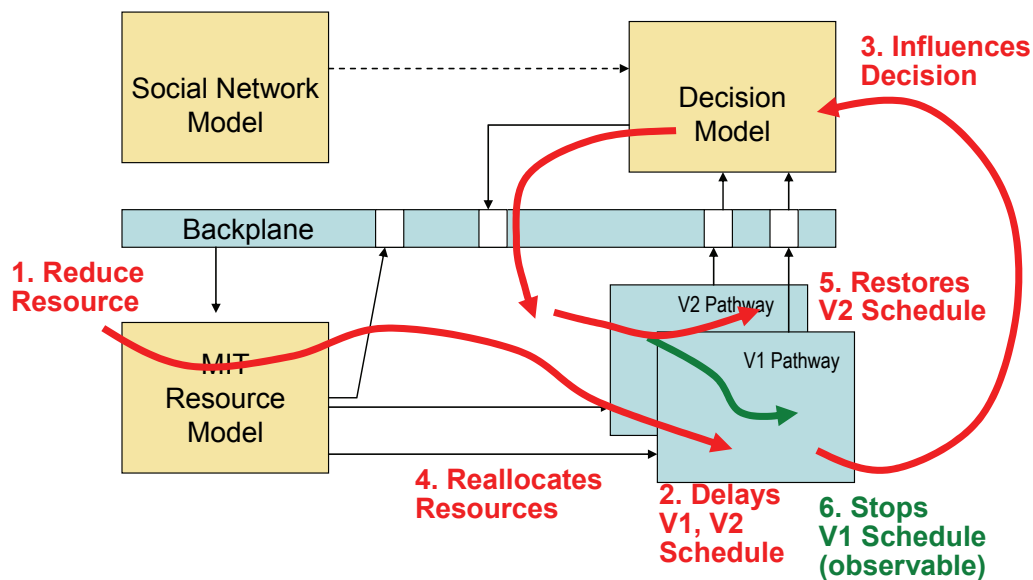 Social Network
Model
Decision
Model
3. Influences
Decision
Backplane
1. Reduce
Resource
MIT
Resource
Model
V2 Pathway
V1 Pathway
5. Restores
V2 Schedule
4. Reallocates
Resources
2. Delays
V1, V2
Schedule
6. Stops
V1 Schedule
(observable)